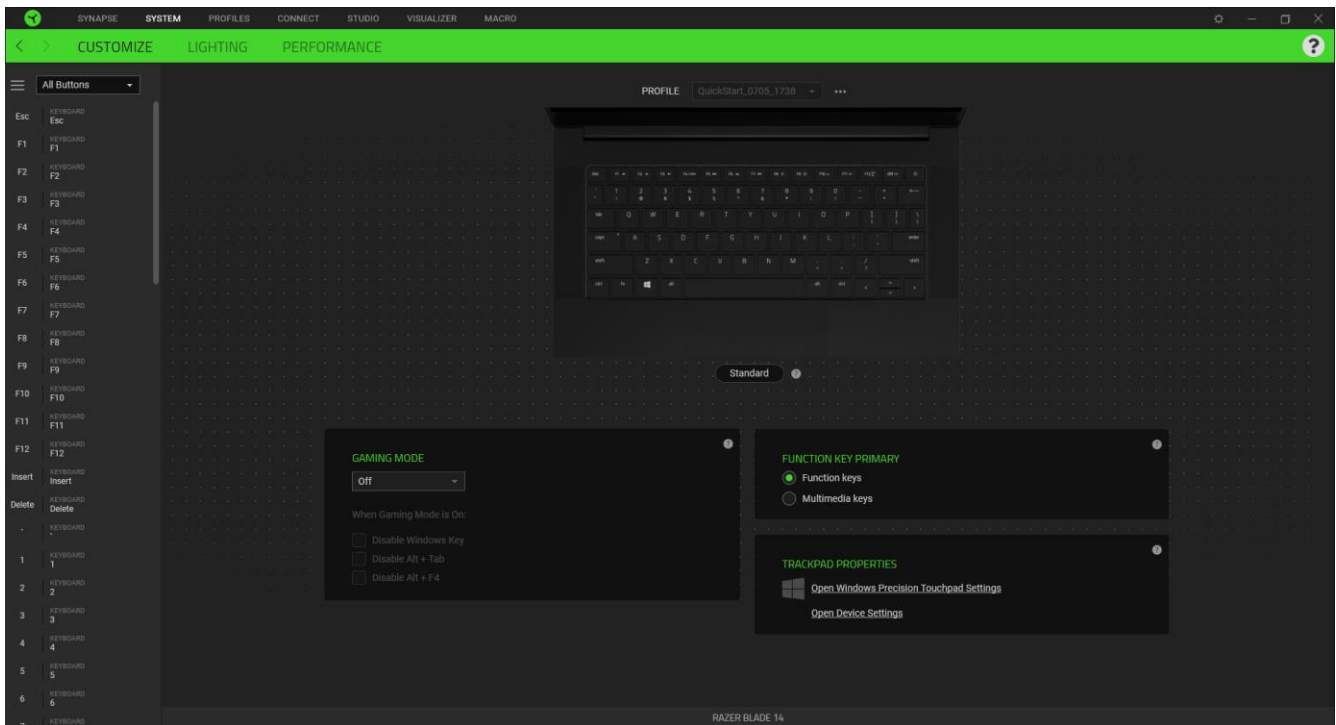 SYNAPSE SYSTEM PROFILES CONNECT STUDIO VISUALIZER MACRO
CUSTOMIZE LIGHTING PERFORMANCE ?
All Buttons
PROFILE QuickStart_0705_1738 •••
Esc KEYBOARD
Esc
F1 KEYBOARD
F1
F2 KEYBOARD
F2
F3 KEYBOARD
F3
F4 KEYBOARD
F4
F5 KEYBOARD
F5
F6 KEYBOARD
F6
F7 KEYBOARD
F7
F8 KEYBOARD
F8
F9 KEYBOARD
F9
F10 KEYBOARD
F10
F11 KEYBOARD
F11
F12 KEYBOARD
F12
Insert KEYBOARD
Insert
Delete KEYBOARD
Delete
` KEYBOARD
`
1 KEYBOARD
1
2 KEYBOARD
2
3 KEYBOARD
3
4 KEYBOARD
4
5 KEYBOARD
5
6 KEYBOARD
6
KEYBOARD
Q W E R T Y U I O P [ ] \
A S D F G H J K L
Z X C V B N M
Standard ?
GAMING MODE ?
Off
When Gaming Mode is On:
Disable Windows Key
Disable Alt + Tab
Disable Alt + F4
FUNCTION KEY PRIMARY ?
Function keys
Multimedia keys
TRACKPAD PROPERTIES ?
Open Windows Precision Touchpad Settings
Open Device Settings
RAZER BLADE 14